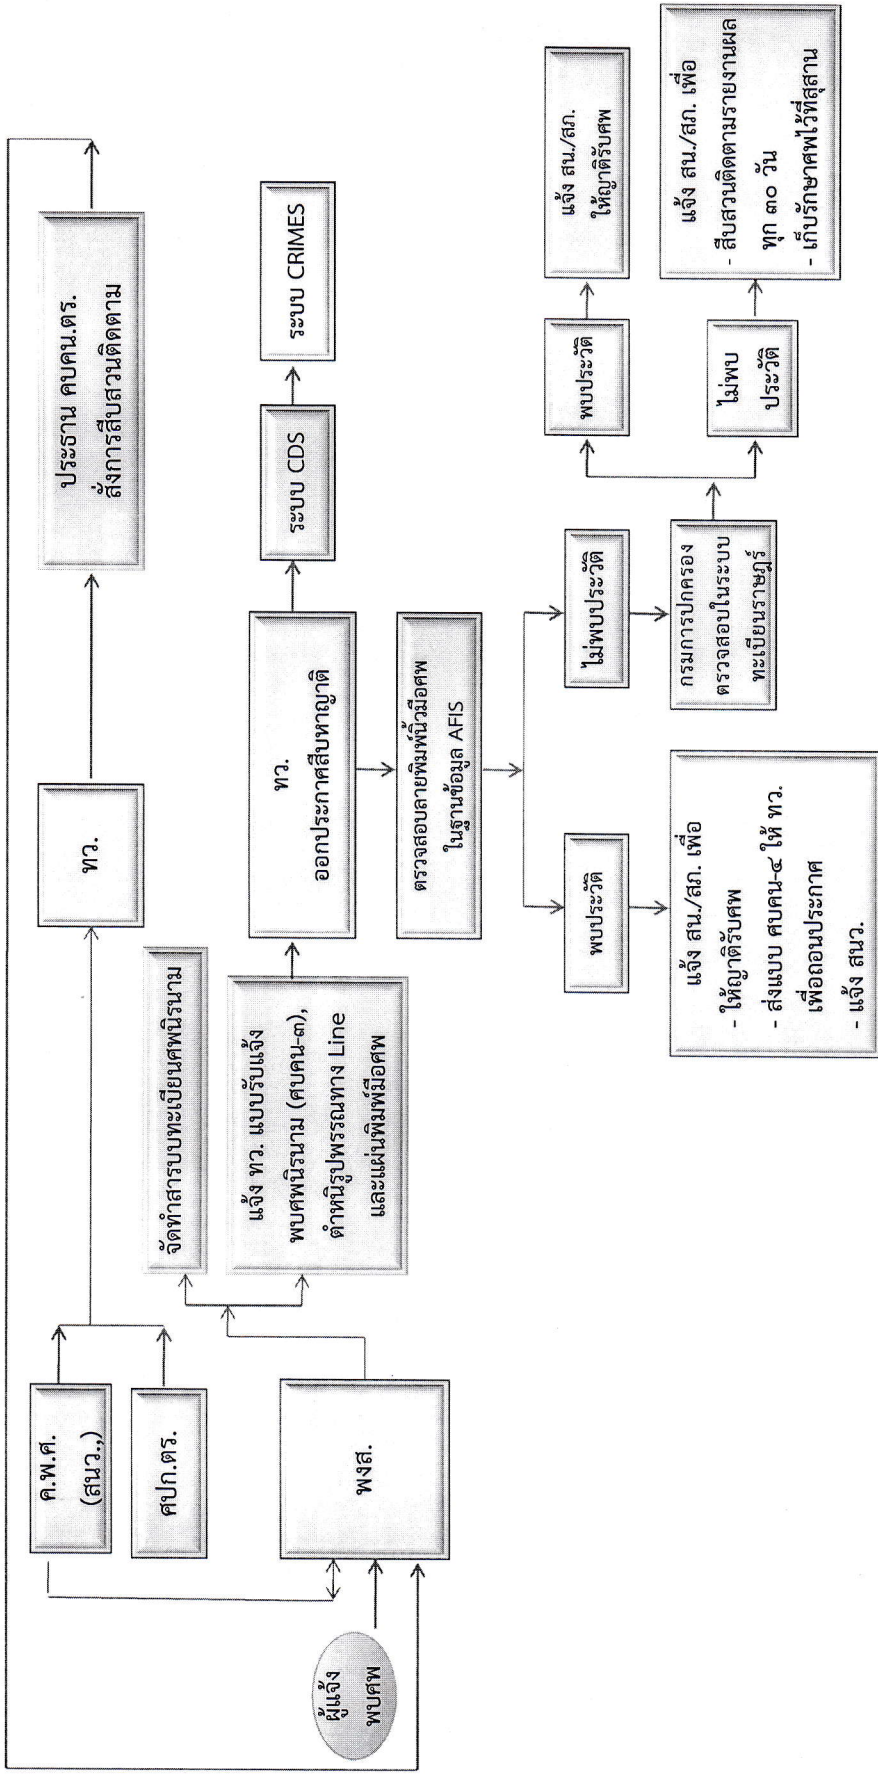 ค.พ.ศ.
(สนว.,)
ศปก.ตร.
ทว.
ประธาน คบคน.ตร.
สั่งการสืบสวนติดตาม
ผู้แจ้ง
พบศพ
พงส.
จัดทำสารบบทะเบียนศพนิรนาม
แจ้ง ทว. แบบรับแจ้ง
พบศพนิรนาม (ศบคน-๓),
ตำหนิรูปพรรณทาง Line
และแผ่นพิมพ์มือศพ
ทว.
ออกประกาศสืบหาญาติ
ระบบ CDS
ระบบ CRIMES
ตรวจสอบลายพิมพ์นิ้วมือศพ
ในฐานข้อมูล AFIS
พบประวัติ
แจ้ง สน./สภ. เพื่อ
- ให้ญาติรับศพ
- ส่งแบบ ศบคน-๔ ให้ ทว.
เพื่อถอนประกาศ
- แจ้ง สนว.
ไม่พบประวัติ
กรมการปกครอง
ตรวจสอบในระบบ
ทะเบียนราษฎร์
พบประวัติ
แจ้ง สน./สภ.
ให้ญาติรับศพ
ไม่พบ
ประวัติ
แจ้ง สน./สภ. เพื่อ
- สืบสวนติดตามรายงานผล
ทุก ๓๐ วัน
- เก็บรักษาศพไว้ที่สุสาน